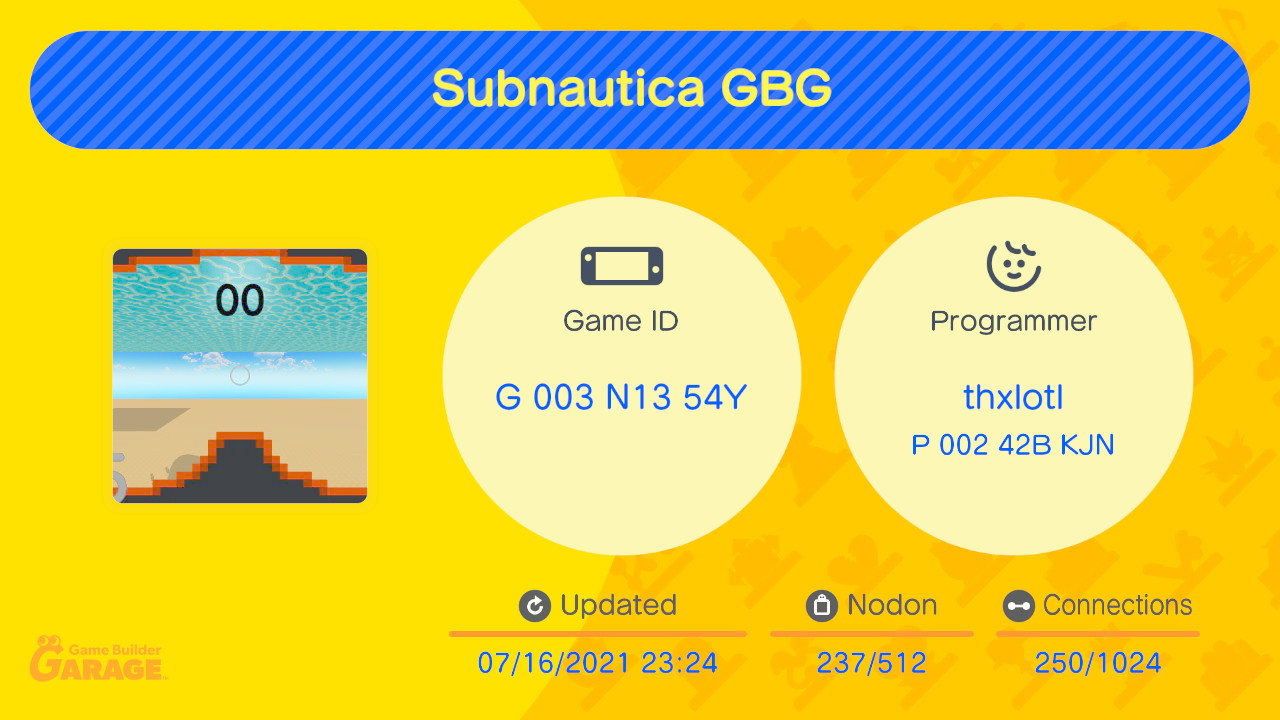 Subnautica GBG
00
Game ID
G 003 N13 54Y
Programmer
thxlotl
P 002 42B KJN
Updated
07/16/2021 23:24
Nodon
237/512
Connections
250/1024
Game Builder
GARAGE